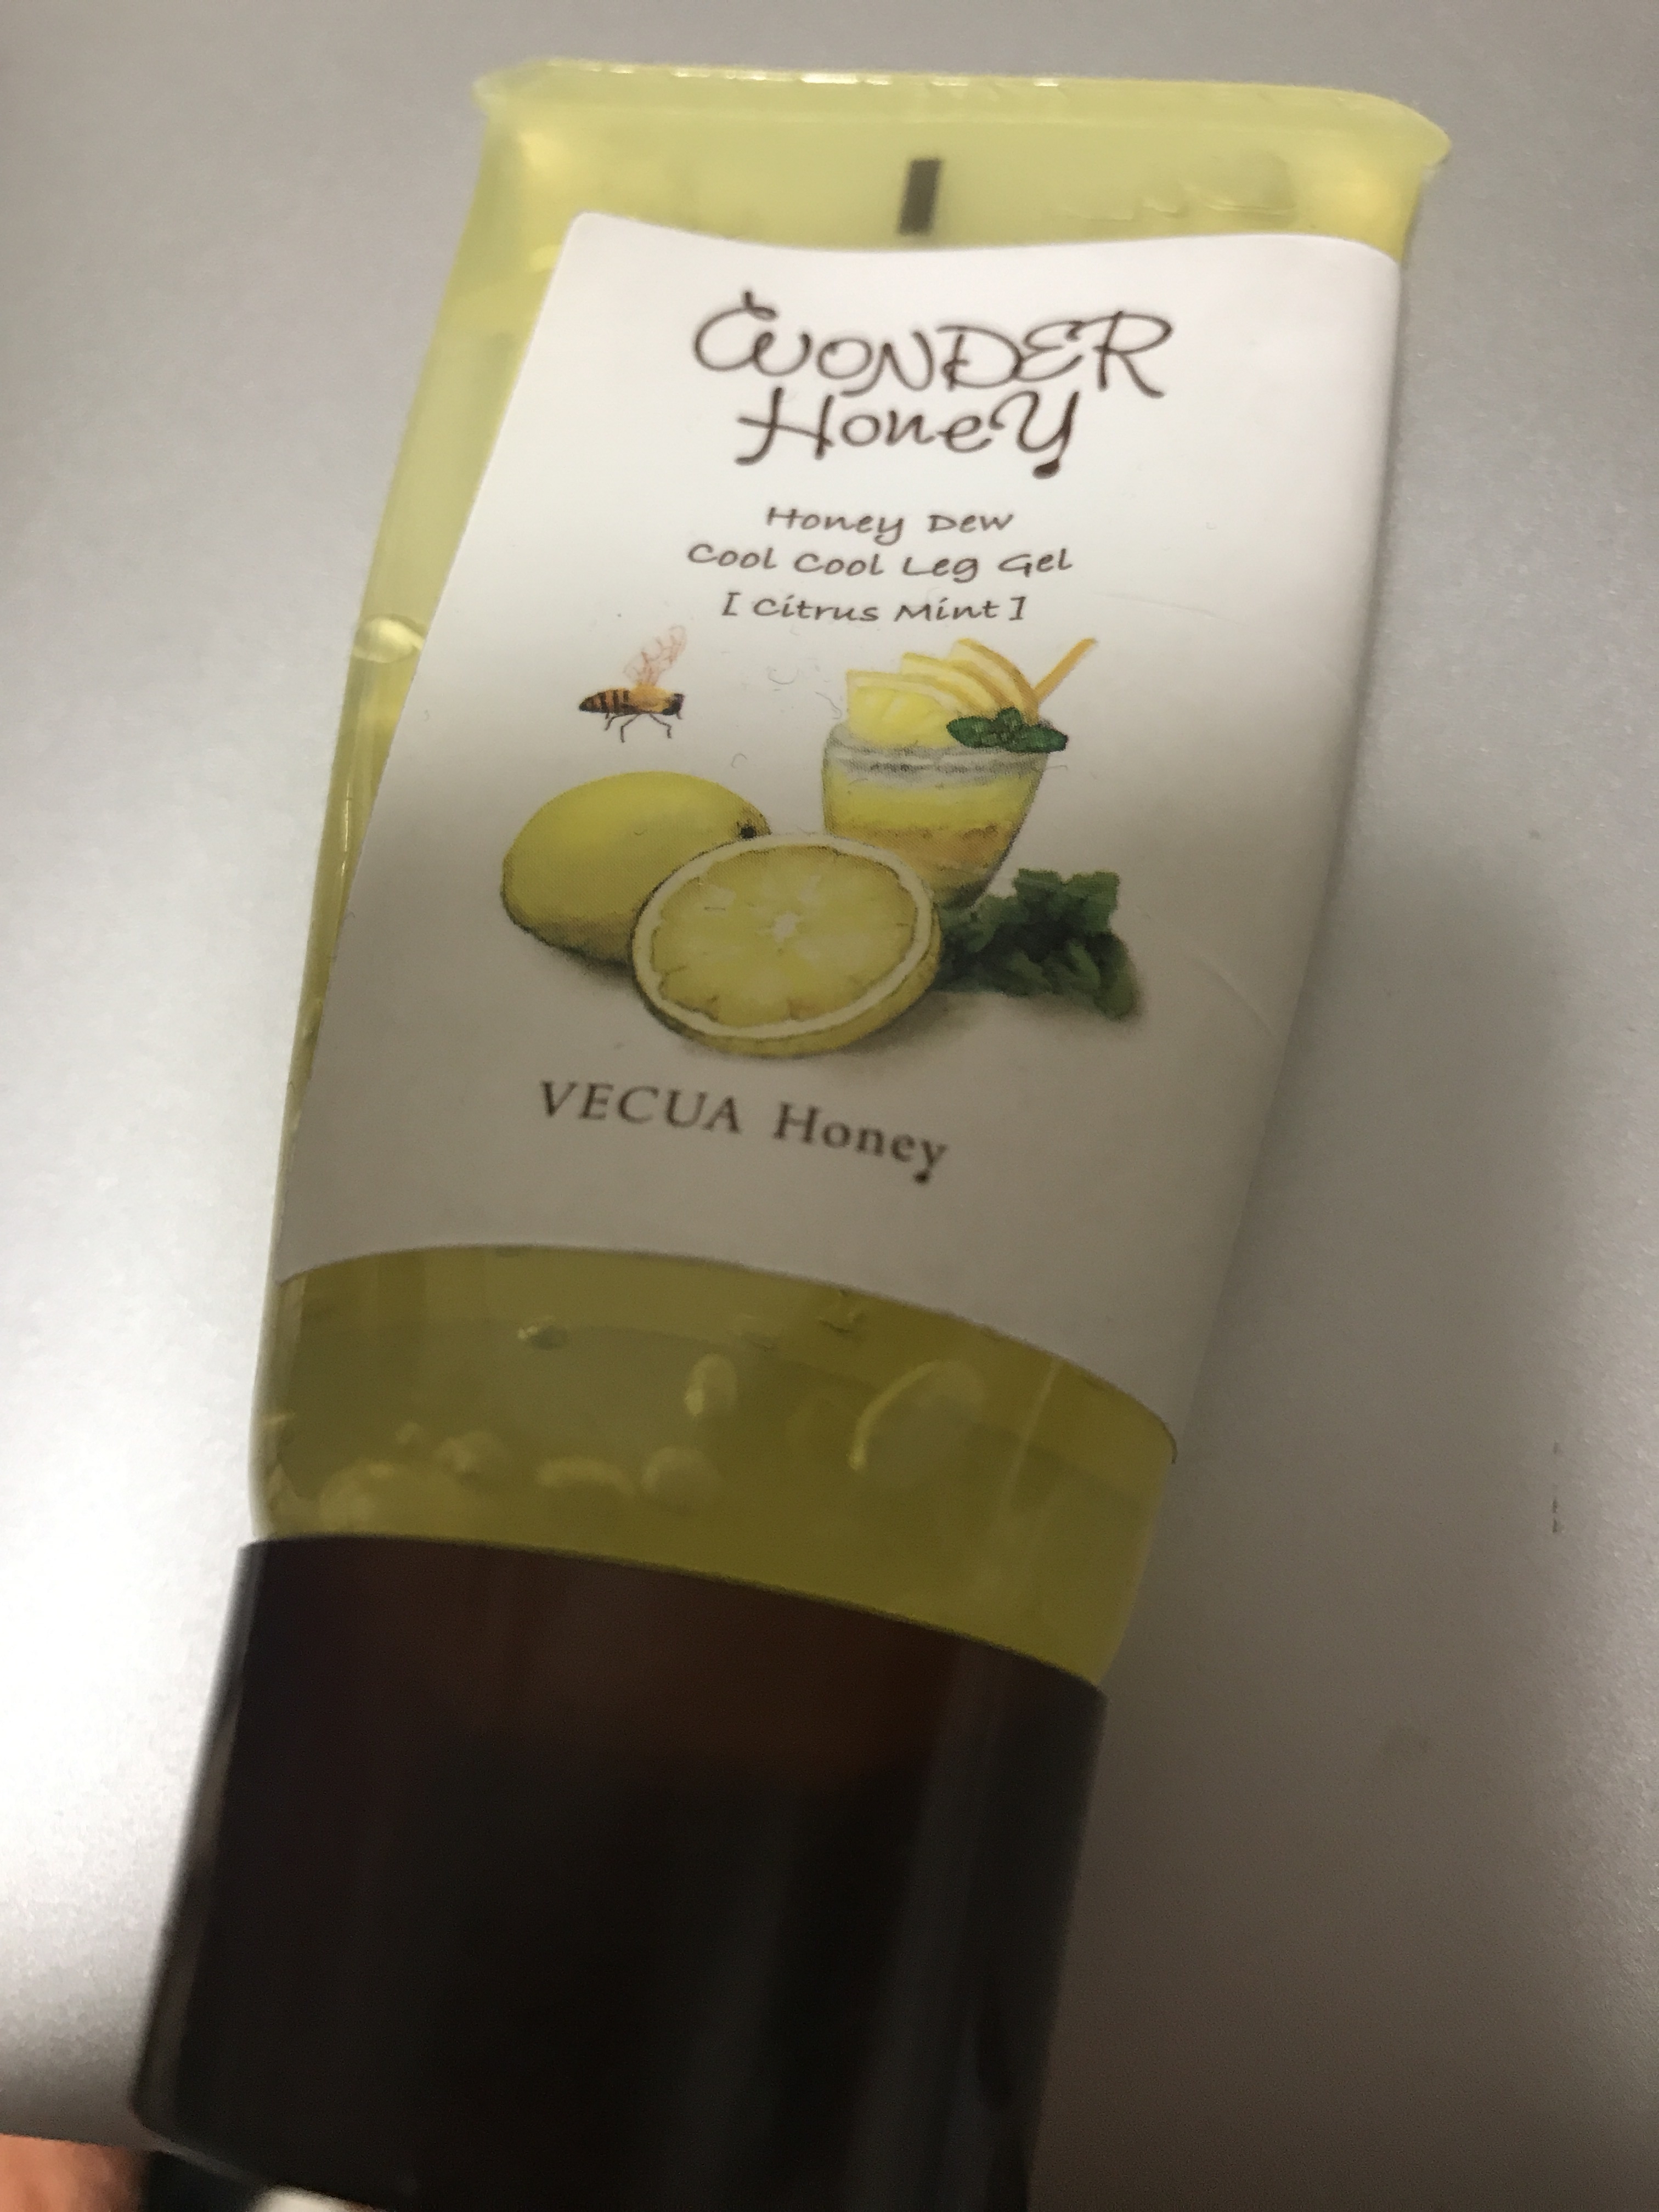 WONDER
Honey
Honey Dew
Cool Cool Leg Gel
[Citrus Mint]
VECUA Honey